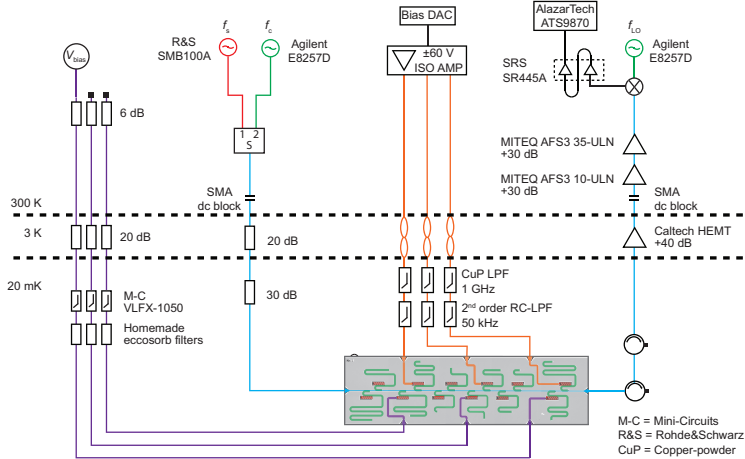 Bias DAC
AlazarTech
ATS9870
fs
fc
fLO
R&S
SMB100A
Agilent
E8257D
±60 V
ISO AMP
SRS
SR445A
Agilent
E8257D
Vbias
6 dB
1 2
S
MITEQ AFS3 35-ULN
+30 dB
MITEQ AFS3 10-ULN
+30 dB
SMA
dc block
SMA
dc block
300 K
3 K
20 dB
20 dB
Caltech HEMT
+40 dB
20 mK
M-C
VLFX-1050
30 dB
CuP LPF
1 GHz
Homemade
eccosorb filters
2nd order RC-LPF
50 kHz
M-C = Mini-Circuits
R&S = Rohde&Schwarz
CuP = Copper-powder